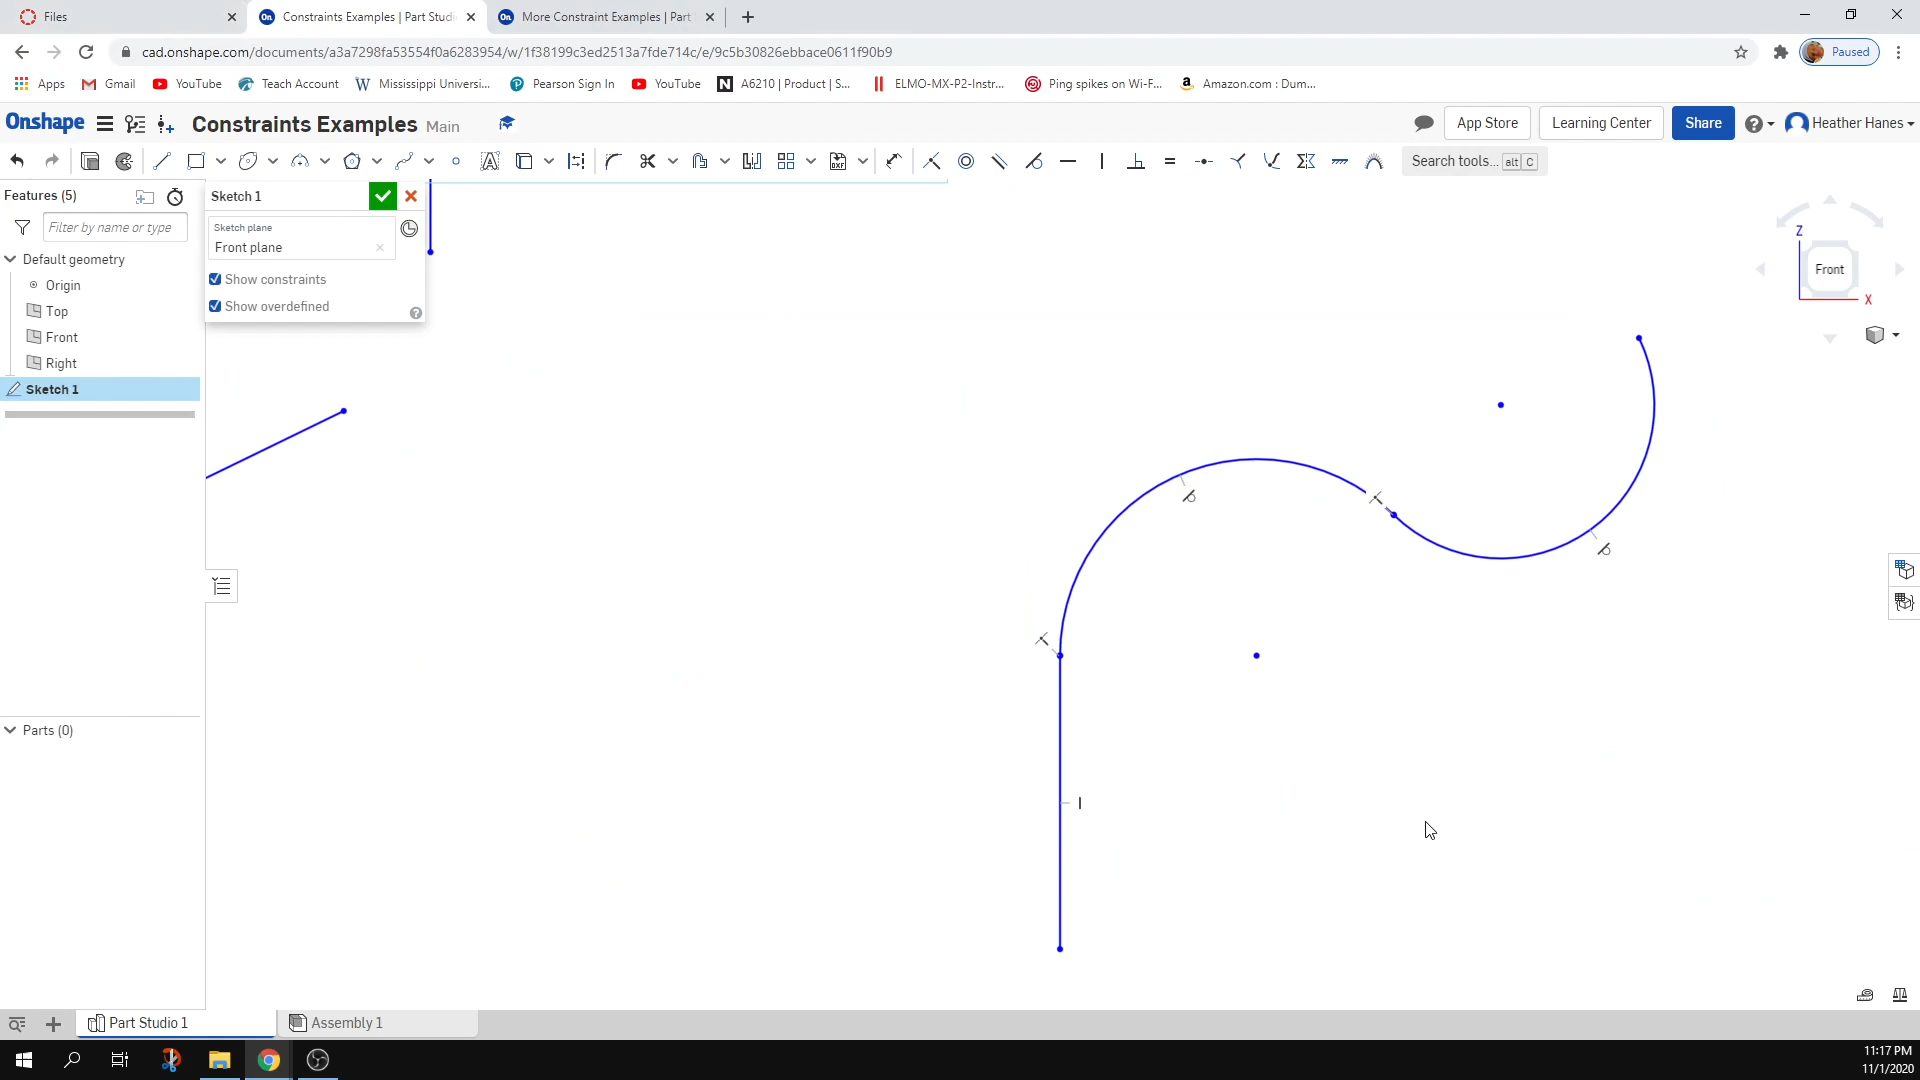 Files
Constraints Examples | Part Studi
More Constraint Examples | Part
cad.onshape.com/documents/a3a7298fa53554f0a6283954/w/1f38199c3ed2513a7fde714c/e/9c5b30826ebbace0611f90b9
Paused
Apps
Gmail
YouTube
Teach Account
Mississippi Universi...
Pearson Sign In
YouTube
A6210 | Product | S...
ELMO-MX-P2-Instr...
Ping spikes on Wi-F...
Amazon.com : Dum...
Onshape
Constraints Examples Main
App Store
Learning Center
Share
Heather Hanes
Search tools... alt C
Features (5)
Filter by name or type
Default geometry
Origin
Top
Front
Right
Sketch 1
Parts (0)
Sketch 1
Sketch plane
Front plane
Show constraints
Show overdefined
Z
Front
X
Part Studio 1
Assembly 1
11:17 PM
11/1/2020